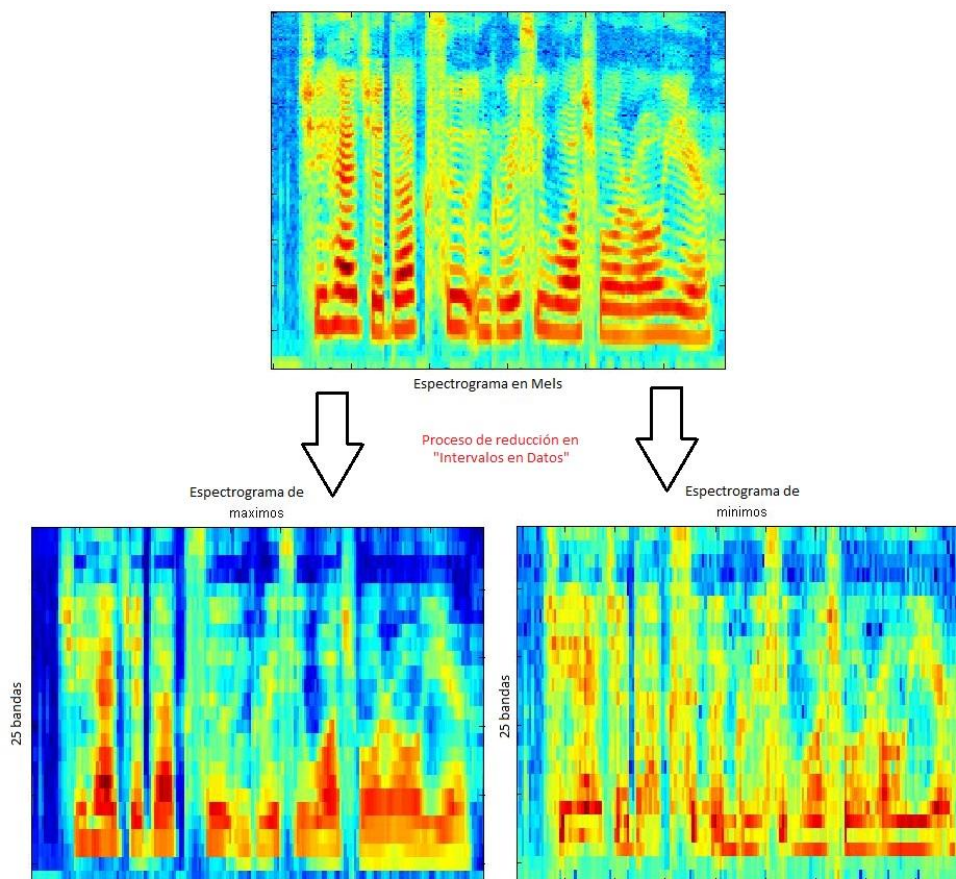 Espectrograma en Mels
Proceso de reducción en
"Intervalos en Datos"
Espectrograma de
maximos
Espectrograma de
minimos
25 bandas
25 bandas